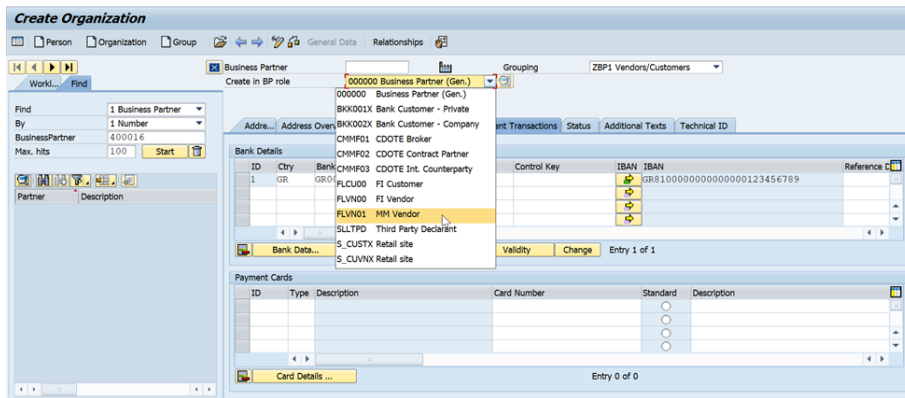 Create Organization
Person Organization Group General Data Relationships
Business Partner Grouping ZBP1 Vendors/Customers
Create in BP role 000000 Business Partner (Gen.)
Workl... Find
Find 1 Business Partner
By 1 Number
BusinessPartner 400016
Max. hits 100 Start
Partner Description
000000 Business Partner (Gen.)
BKK001X Bank Customer - Private
BKK002X Bank Customer - Company
CMMF01 CDOTE Broker
CMMF02 CDOTE Contract Partner
CMMF03 CDOTE Int. Counterparty
FLCU00 FI Customer
FLVN00 FI Vendor
FLVN01 MM Vendor
SLLTPD Third Party Declarant
S_CUSTX Retail site
S_CUVNX Retail site
Addre... Address Overv ent Transactions Status Additional Texts Technical ID
Bank Details
ID Ctry Bank Control Key IBAN IBAN Reference D
1 GR GR00
Bank Data... Validity Change Entry 1 of 1
Payment Cards
ID Type Description Card Number Standard Description
Card Details ... Entry 0 of 0